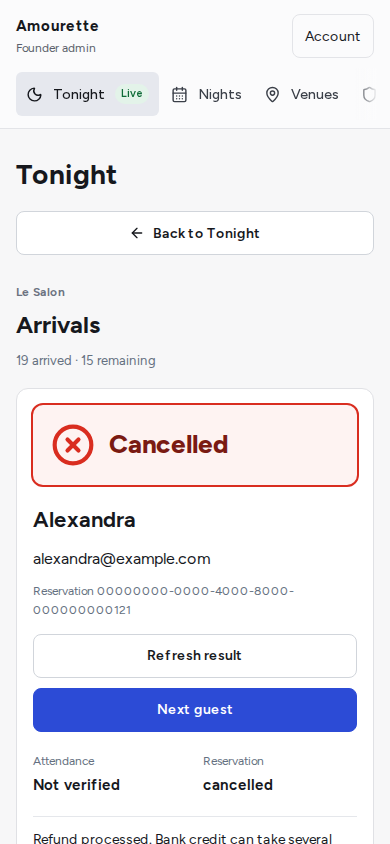 Amourette
Founder admin
Account
Tonight Live Nights Venues
Tonight
Back to Tonight
Le Salon
Arrivals
19 arrived · 15 remaining
Cancelled
Alexandra
alexandra@example.com
Reservation 00000000-0000-4000-8000-
000000000121
Refresh result
Next guest
Attendance Reservation
Not verified cancelled
Refund processed. Bank credit can take several